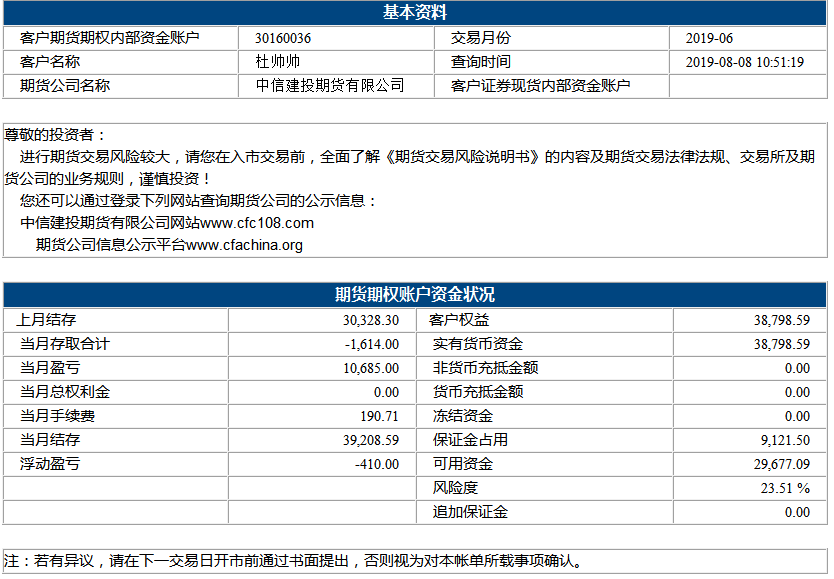 基本资料
客户期货期权内部资金账户 30160036 交易月份 2019-06
客户名称 杜帅帅 查询时间 2019-08-08 10:51:19
期货公司名称 中信建投期货有限公司 客户证券现货内部资金账户
尊敬的投资者：
进行期货交易风险较大，请您在入市交易前，全面了解《期货交易风险说明书》的内容及期货交易法律法规、交易所及期
货公司的业务规则，谨慎投资！
您还可以通过登录下列网站查询期货公司的公示信息：
中信建投期货有限公司网站www.cfc108.com
期货公司信息公示平台www.cfachina.org
期货期权账户资金状况
上月结存 30,328.30 客户权益 38,798.59
当月存取合计 -1,614.00 实有货币资金 38,798.59
当月盈亏 10,685.00 非货币充抵金额 0.00
当月总权利金 0.00 货币充抵金额 0.00
当月手续费 190.71 冻结资金 0.00
当月结存 39,208.59 保证金占用 9,121.50
浮动盈亏 -410.00 可用资金 29,677.09
风险度 23.51 %
追加保证金 0.00
注：若有异议，请在下一交易日开市前通过书面提出，否则视为对本帐单所载事项确认。